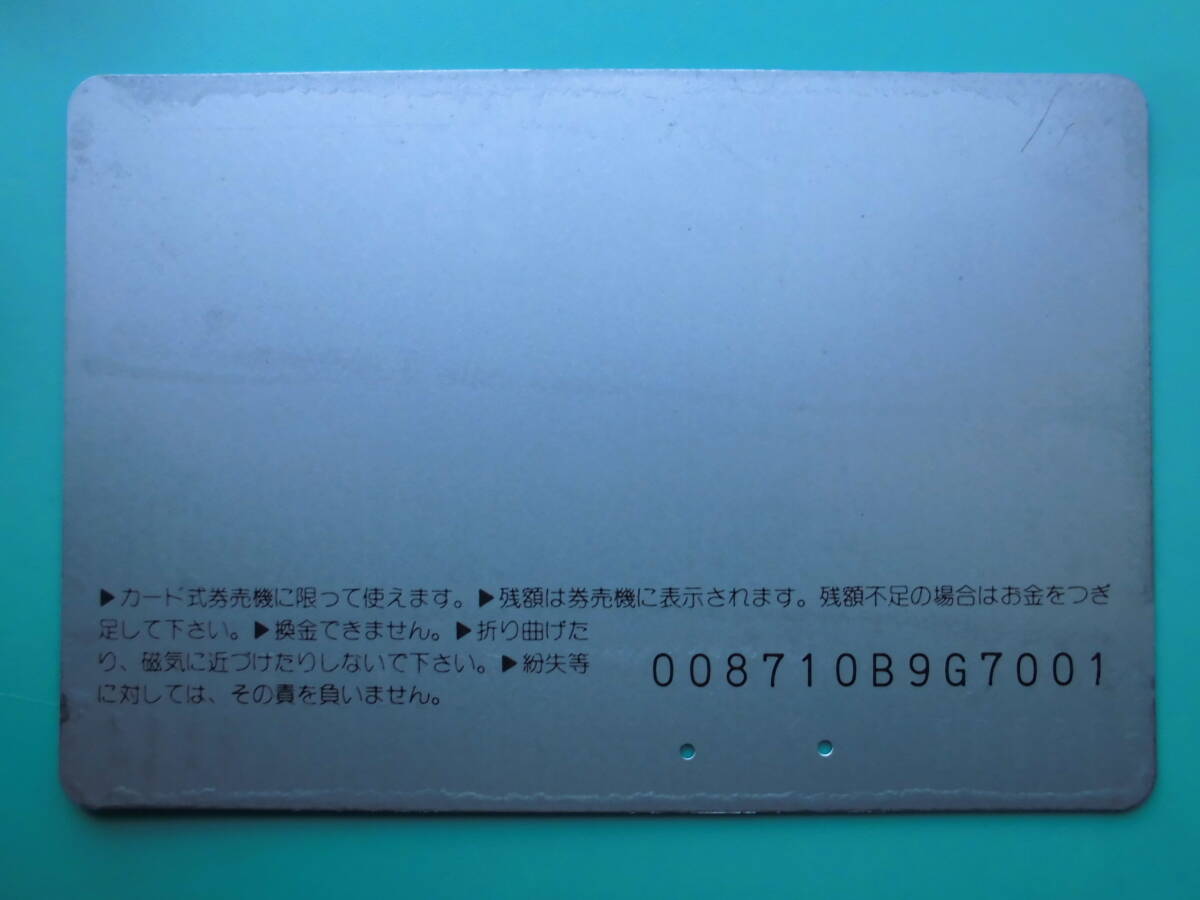 ▶カード式券売機に限って使えます。▶残額は券売機に表示されます。残額不足の場合はお金をつぎ
足して下さい。▶換金できません。▶折り曲げた
り、磁気に近づけたりしないで下さい。▶紛失等
に対しては、その責を負いません。
008710B9G7001